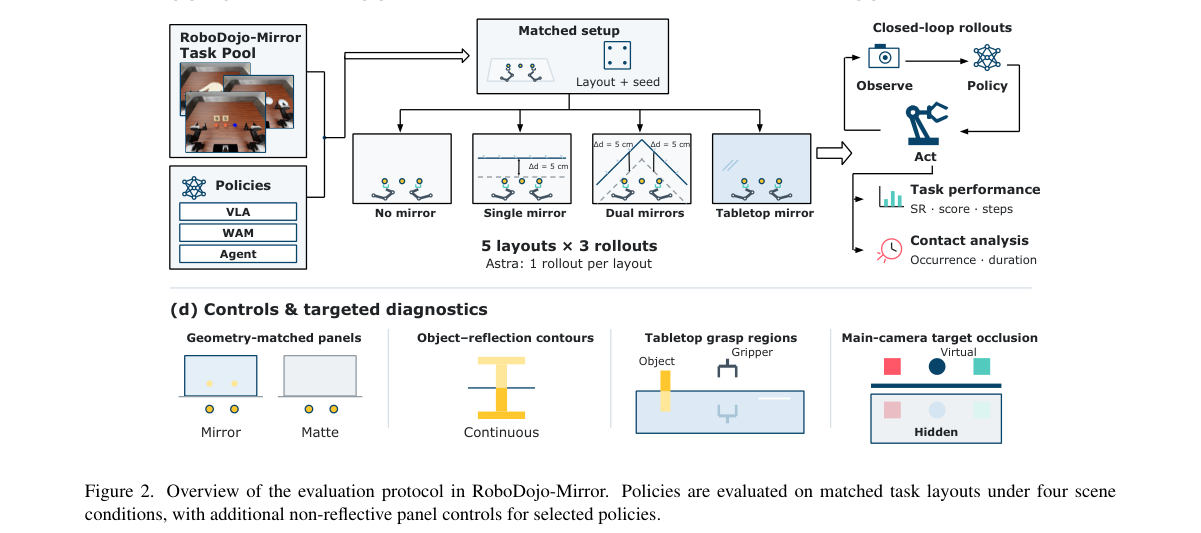 RoboDojo-Mirror
Task Pool
Policies
VLA
WAM
Agent
Matched setup
Layout + seed
Δd = 5 cm
Δd = 5 cm
Δd = 5 cm
No mirror
Single mirror
Dual mirrors
Tabletop mirror
5 layouts × 3 rollouts
Astra: 1 rollout per layout
Closed-loop rollouts
Observe
Policy
Act
Task performance
SR · score · steps
Contact analysis
Occurrence · duration
(d) Controls & targeted diagnostics
Geometry-matched panels
Mirror
Matte
Object–reflection contours
Continuous
Tabletop grasp regions
Object
Gripper
Main-camera target occlusion
Virtual
Hidden
Figure 2. Overview of the evaluation protocol in RoboDojo-Mirror. Policies are evaluated on matched task layouts under four scene
conditions, with additional non-reflective panel controls for selected policies.